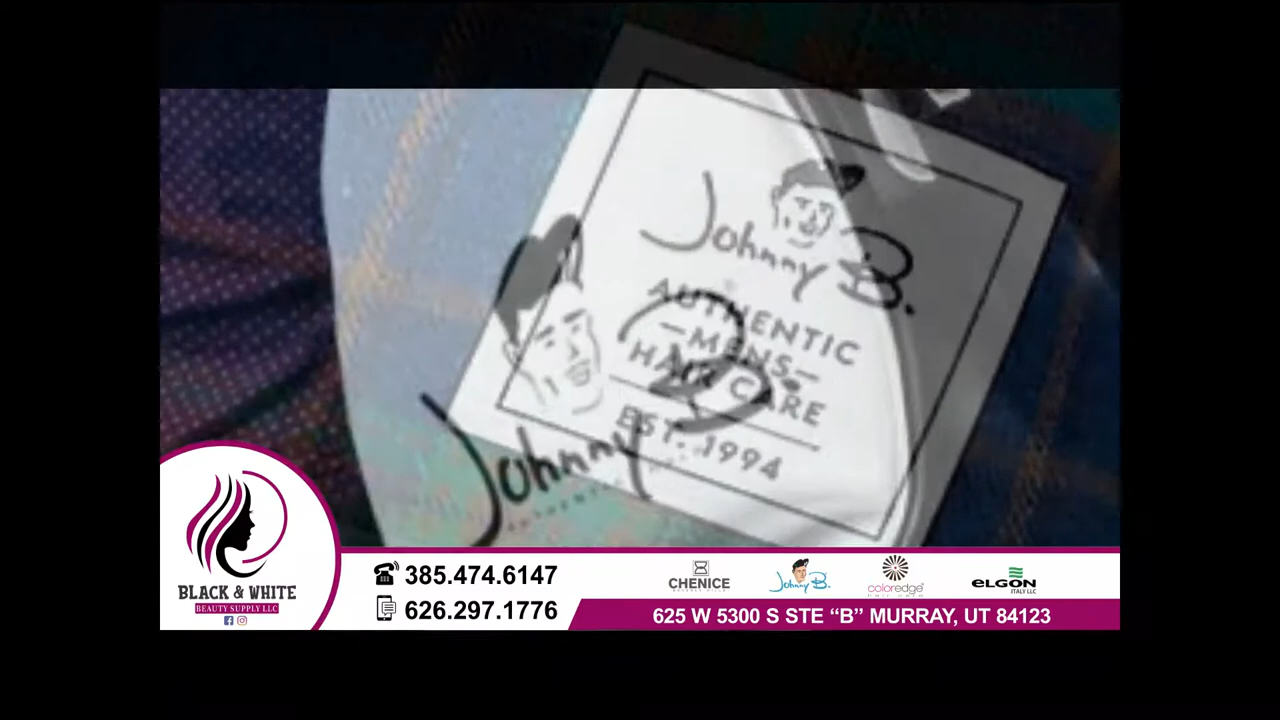 Johnny B.
AUTHENTIC
—MENS—
HAIR CARE
EST. 1994
Johnny B.
AUTHENTIC
BLACK & WHITE
BEAUTY SUPPLY LLC
385.474.6147
626.297.1776
CHENICE
Johnny B.
coloredge
ELGON
ITALY LLC
625 W 5300 S STE “B” MURRAY, UT 84123